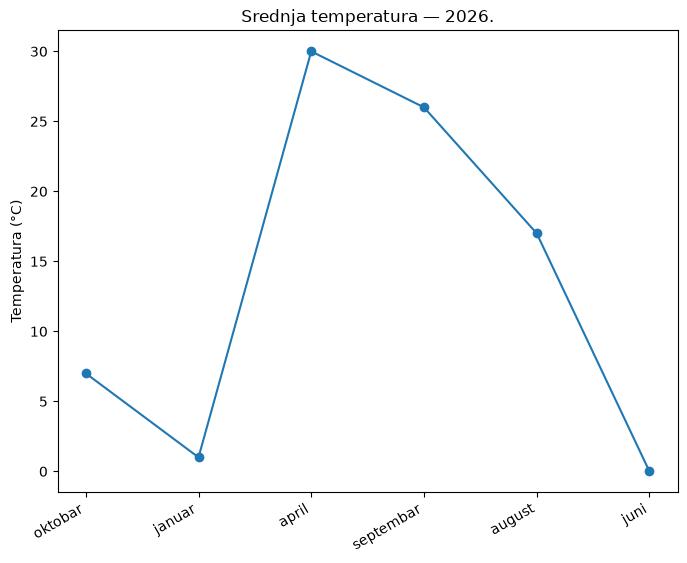 Srednja temperatura — 2026.
Temperatura (°C)
30
25
20
15
10
5
0
oktobar
januar
april
septembar
august
juni